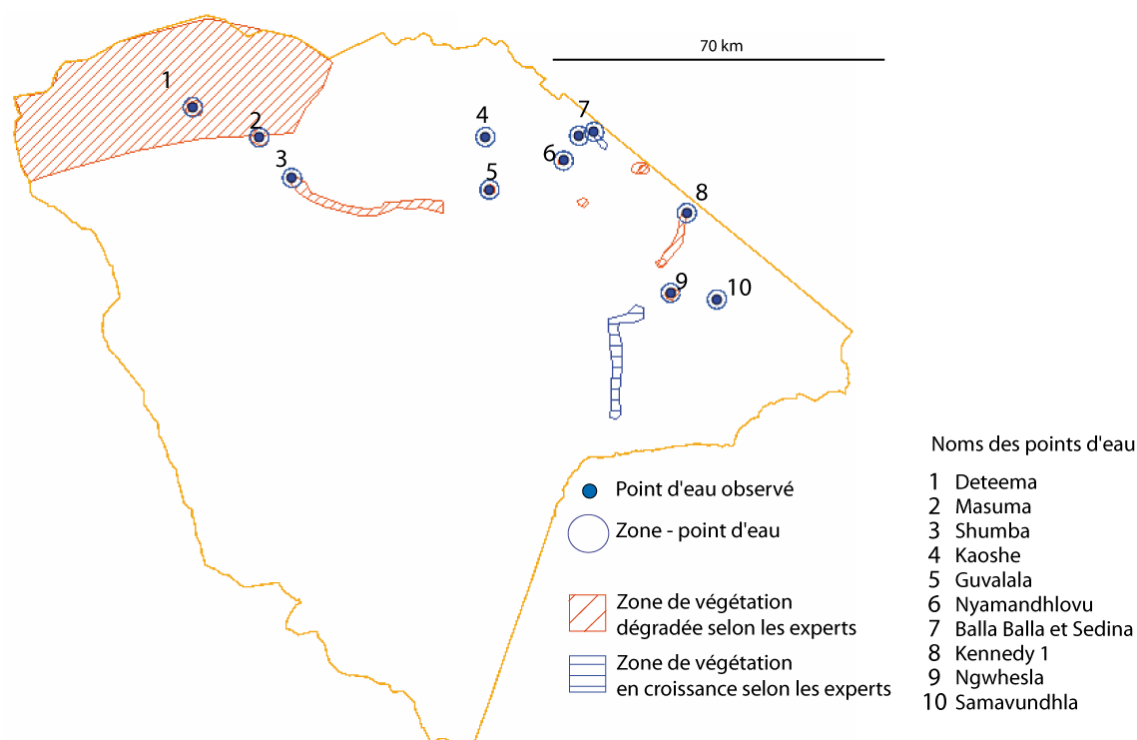 70 km
1
2
3
4
5
6
7
8
9
10
Point d'eau observé
Zone - point d'eau
Zone de végétation
dégradée selon les experts
Zone de végétation
en croissance selon les experts
Noms des points d'eau
1 Deteema
2 Masuma
3 Shumba
4 Kaoshe
5 Guvalala
6 Nyamandhlovu
7 Balla Balla et Sedina
8 Kennedy 1
9 Ngwhesla
10 Samavundhla